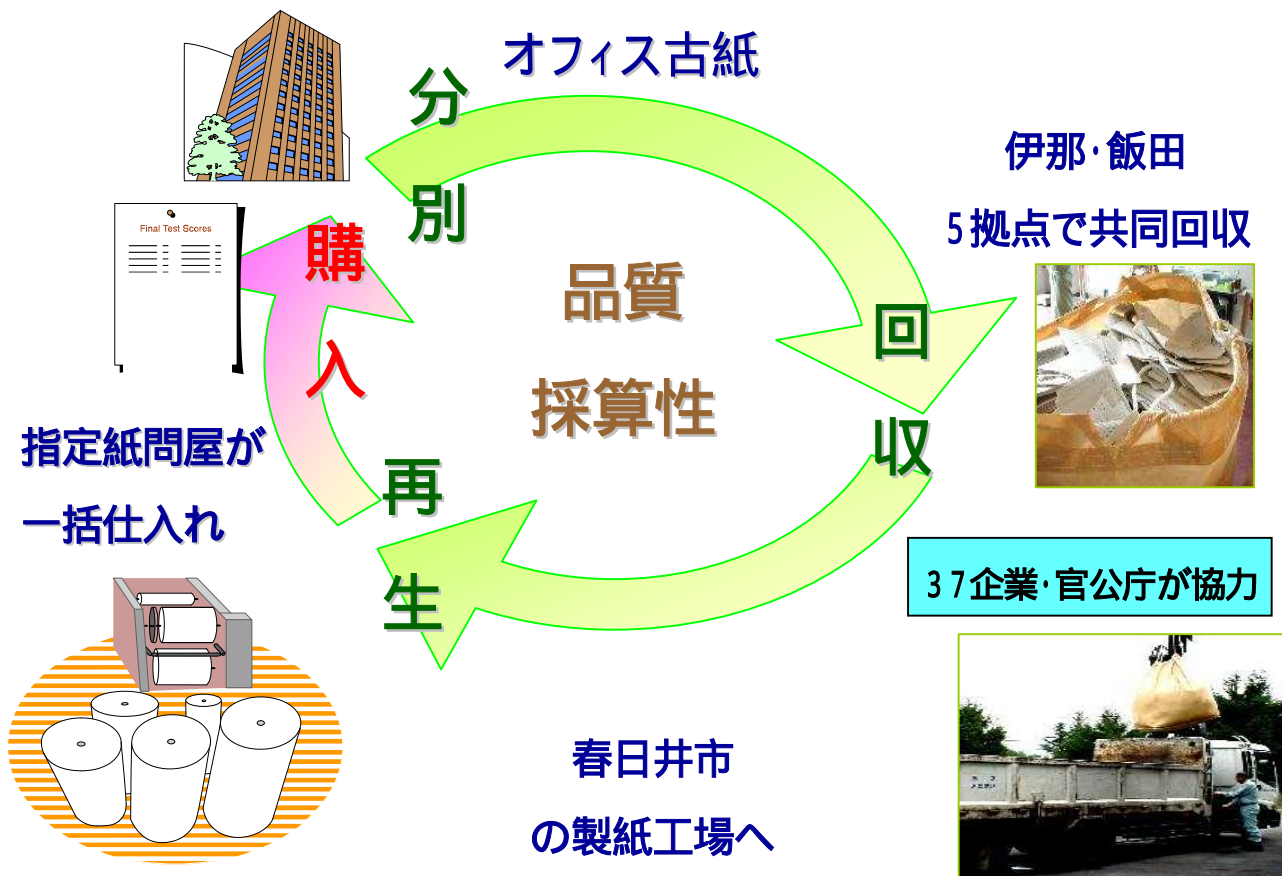 オフィス古紙
分
別
伊那･飯田
5拠点で共同回収
Final Test Scores
購
入
品質
採算性
回
収
指定紙問屋が
一括仕入れ
再
生
37企業･官公庁が協力
春日井市
の製紙工場へ